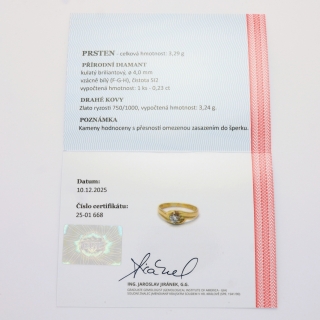 PRSTEN - celková hmotnost: 3,29 g
PŘÍRODNÍ DIAMANT
kulatý briliantový, ø 4,0 mm
vzácně bílý (F-G-H), čistota SI2
vypočtená hmotnost: 1 ks - 0,23 ct
DRAHÉ KOVY
Zlato ryzosti 750/1000, vypočtená hmotnost: 3,24 g.
POZNÁMKA
Kameny hodnoceny s přesností omezenou zasazením do šperku.
Datum:
10.12.2025
Číslo certifikátu:
25-01 668
ING. JAROSLAV JIRÁNEK, G.G.